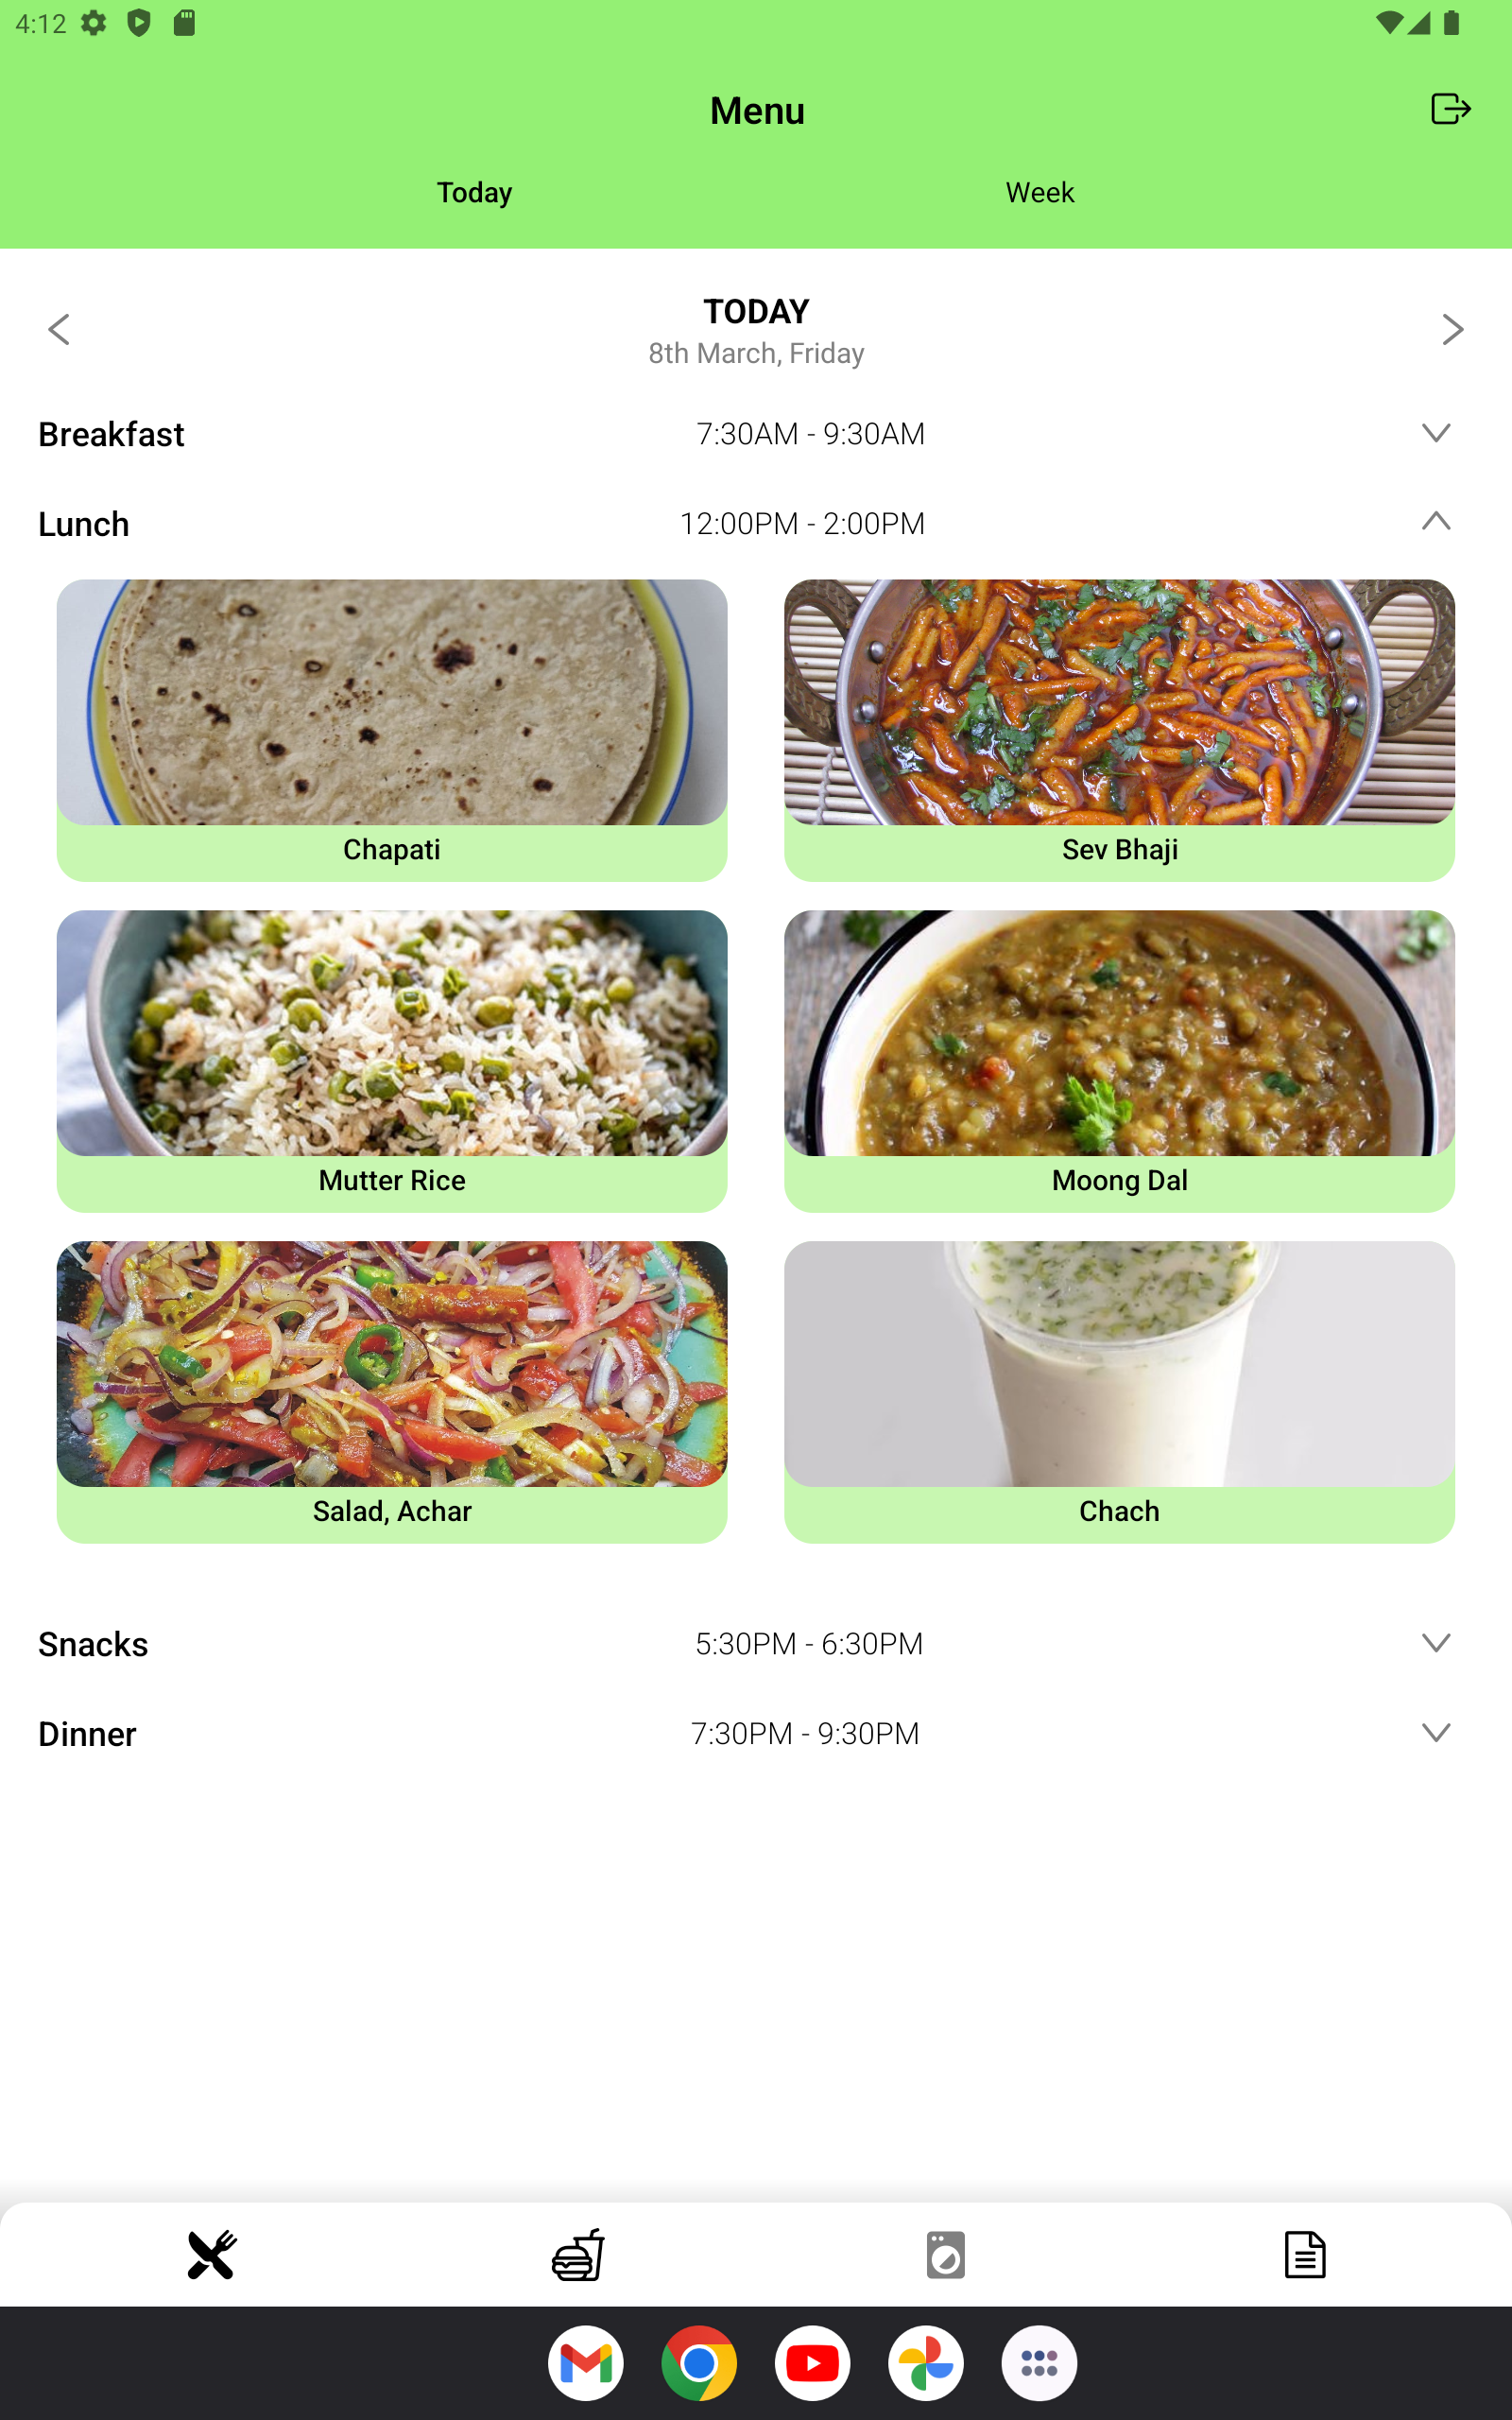 4:12
Menu
Today Week
TODAY
8th March, Friday
Breakfast 7:30AM - 9:30AM
Lunch 12:00PM - 2:00PM
Chapati Sev Bhaji
Mutter Rice Moong Dal
Salad, Achar Chach
Snacks 5:30PM - 6:30PM
Dinner 7:30PM - 9:30PM